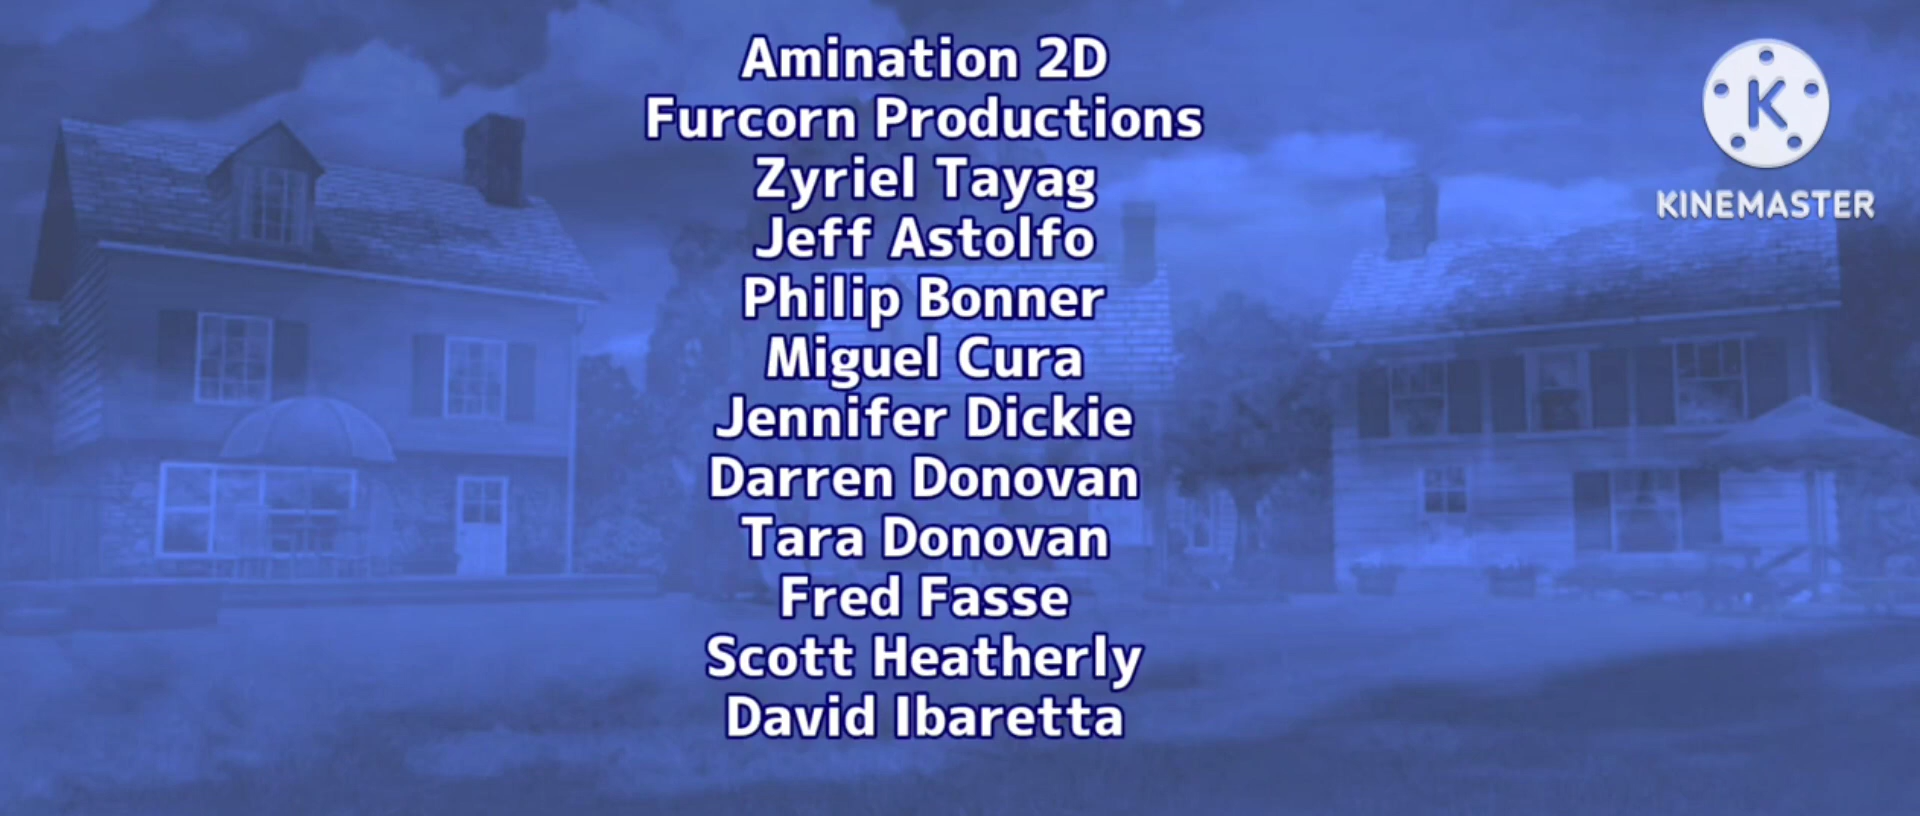 Amination 2D
Furcorn Productions
Zyriel Tayag
Jeff Astolfo
Philip Bonner
Miguel Cura
Jennifer Dickie
Darren Donovan
Tara Donovan
Fred Fasse
Scott Heatherly
David Ibaretta
K
KINEMASTER